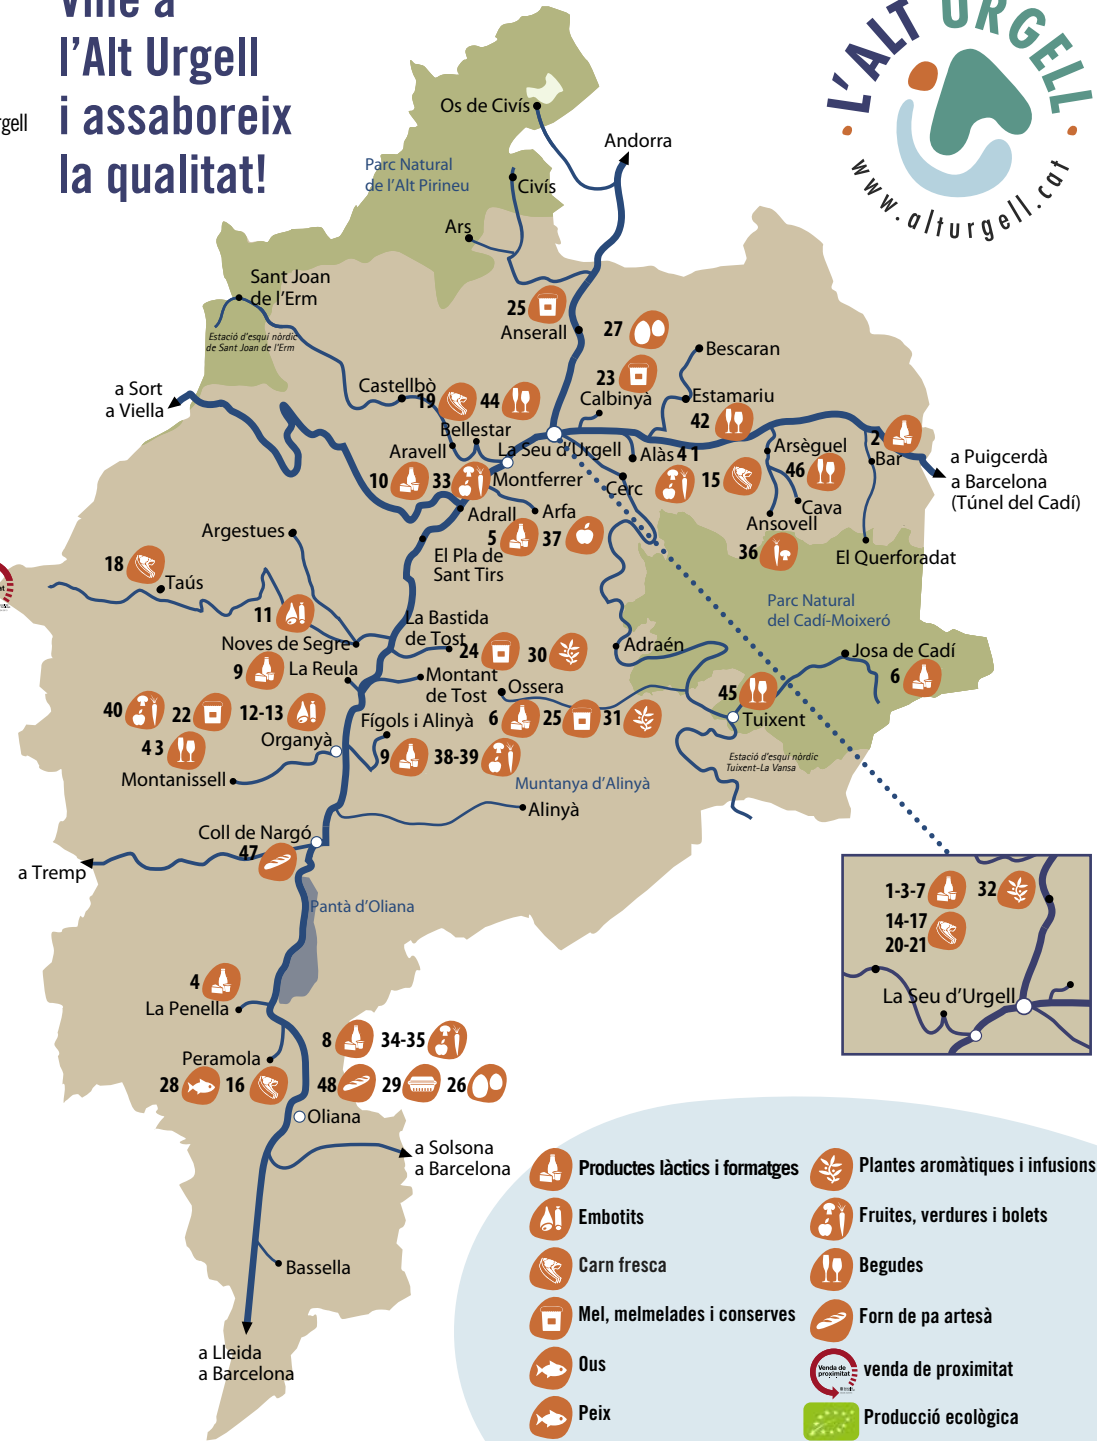 Vine a
l'Alt Urgell
i assaboreix
la qualitat!
rgell
L'ALT URGELL
www.alturgell.cat
Os de Civís
Andorra
Parc Natural
de l'Alt Pirineu
Civís
Ars
Sant Joan
de l'Erm
Estació d'esquí nòrdic
de Sant Joan de l'Erm
25
Anserall
27
Bescaran
23
Calbinyà
Estamariu
a Sort
a Viella
Castellbò
19
44
42
Bellestar
Aravell
La Seu d'Urgell
Alàs 41
Arsèguel
2
Bar
a Puigcerdà
a Barcelona
(Túnel del Cadí)
10
33
Montferrer
Cerc
15
46
Cava
Ansovell
Adrall
Arfa
5
37
36
El Querforadat
Argestues
El Pla de
Sant Tirs
18
Taús
Parc Natural
del Cadí-Moixeró
11
La Bastida
de Tost
Noves de Segre
24
30
Adraén
Josa de Cadí
6
9
La Reula
Montant
de Tost
Ossera
45
Tuixent
40
22
12-13
Organyà
Fígols i Alinyà
6
25
31
43
Montanissell
9
38-39
Muntanya d'Alinyà
Estació d'esquí nòrdic
Tuixent-La Vansa
Alinyà
Coll de Nargó
47
a Tremp
Pantà d'Oliana
1-3-7
32
14-17
20-21
La Seu d'Urgell
4
La Penella
8
34-35
Peramola
28
16
48
29
26
Oliana
a Solsona
a Barcelona
Bassella
a Lleida
a Barcelona
Productes làctics i formatges
Embotits
Carn fresca
Mel, melmelades i conserves
Ous
Peix
Plantes aromàtiques i infusions
Fruites, verdures i bolets
Begudes
Forn de pa artesà
Venda de
proximitat
venda de proximitat
Producció ecològica